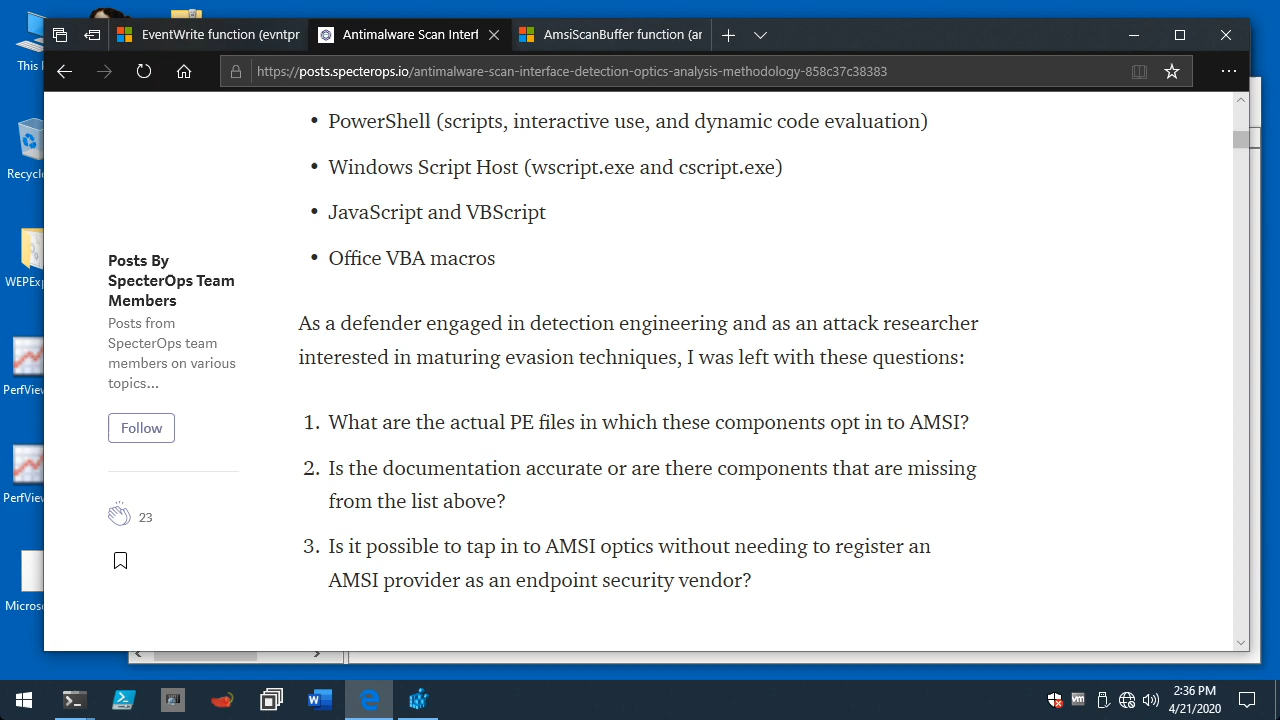 EventWrite function (evntpr
Antimalware Scan Interf
AmsiScanBuffer function (ar
https://posts.specterops.io/antimalware-scan-interface-detection-optics-analysis-methodology-858c37c38383
This
Recycle
WEPExp
PerfView
PerfView
Micros
• PowerShell (scripts, interactive use, and dynamic code evaluation)
• Windows Script Host (wscript.exe and cscript.exe)
• JavaScript and VBScript
• Office VBA macros
Posts By
SpecterOps Team
Members
Posts from
SpecterOps team
members on various
topics...
Follow
23
As a defender engaged in detection engineering and as an attack researcher
interested in maturing evasion techniques, I was left with these questions:
1. What are the actual PE files in which these components opt in to AMSI?
2. Is the documentation accurate or are there components that are missing
from the list above?
3. Is it possible to tap in to AMSI optics without needing to register an
AMSI provider as an endpoint security vendor?
2:36 PM
4/21/2020